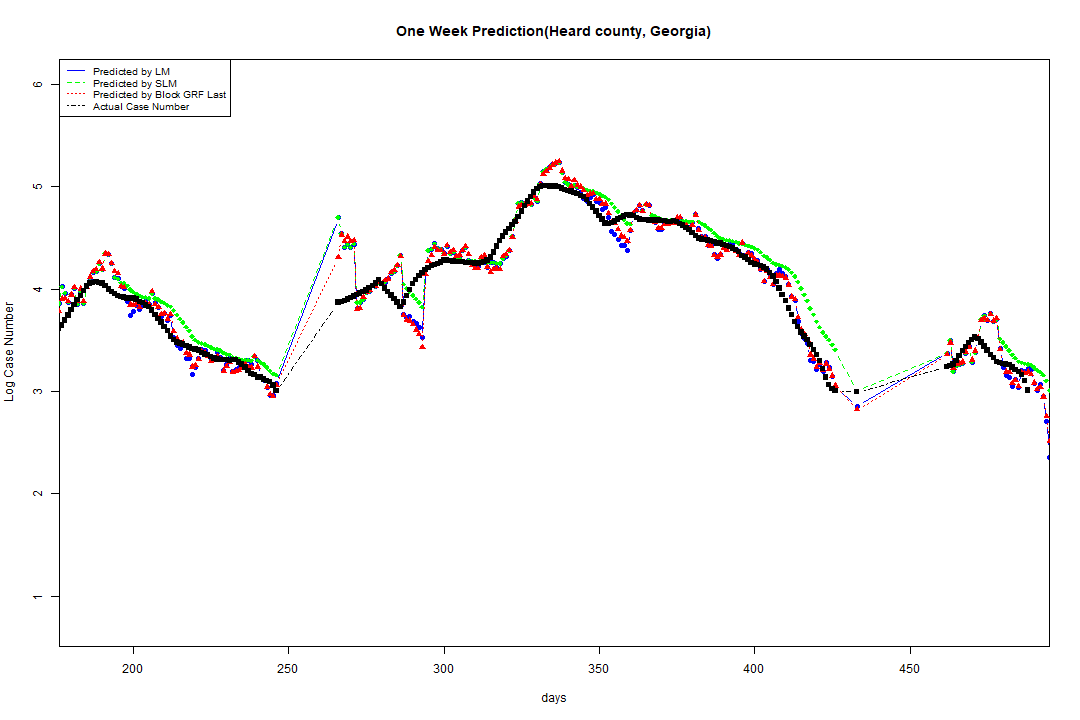 One Week Prediction(Heard county, Georgia)
Predicted by LM
Predicted by SLM
Predicted by Block GRF Last
Actual Case Number
6
5
4
3
2
1
Log Case Number
200 250 300 350 400 450
days